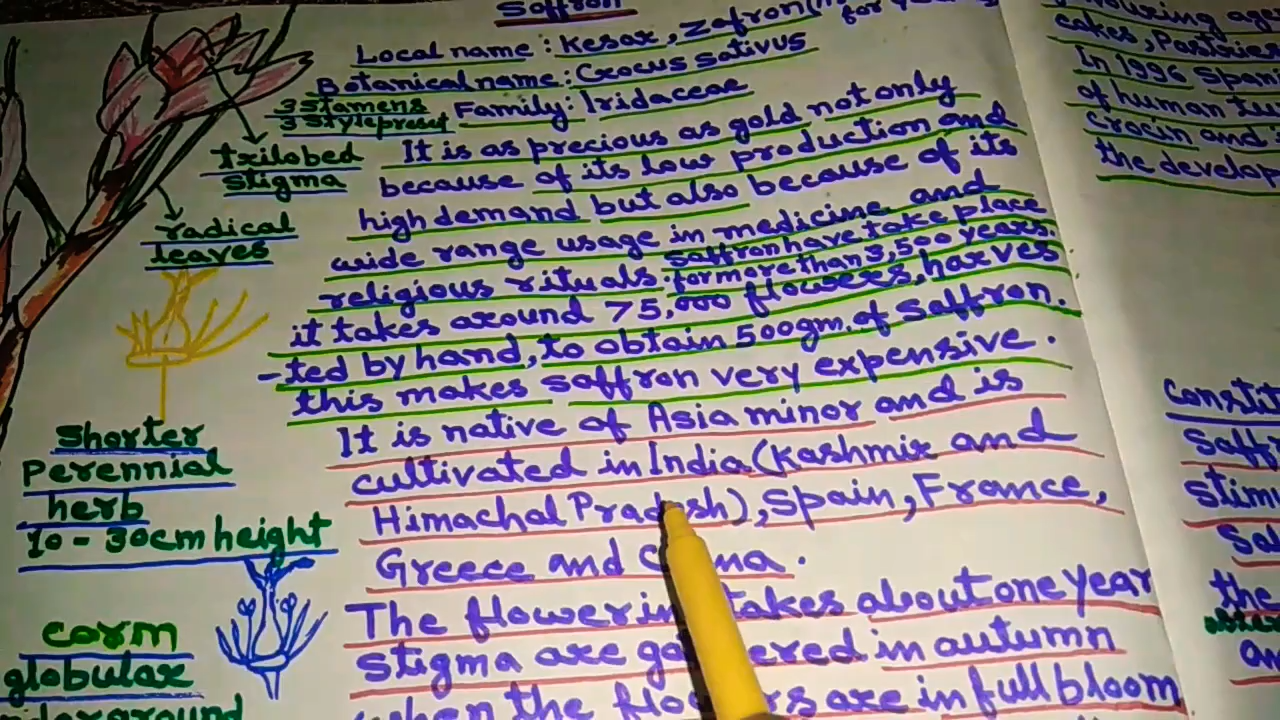 Saffron
Local name : Kesar, Zafron
Botanical name : Crocus sativus
3 Stamens
3 Style present
Family : Iridaceae
trilobed
stigma
It is as precious as gold not only
because of its low production and
high demand but also because of its
wide range usage in medicine and
religious rituals. saffron have take place
for more than 3,500 years
it takes around 75,000 flowers, harves
-ted by hand, to obtain 500gm. of saffron.
this makes saffron very expensive.
radical
leaves
It is native of Asia minor and is
cultivated in India (Kashmir and
Himachal Pradesh), Spain, France,
Greece and
The flowering takes about one year
stigma are gathered in autumn
when the flowers are in full bloom
Shorter
Perennial
herb
10 - 30cm height
corm
globular
cakes, Pastries
In 1996 Spani
of human tu
crocin and
the develop
Constit
Saffr
stim
Sa
the
an